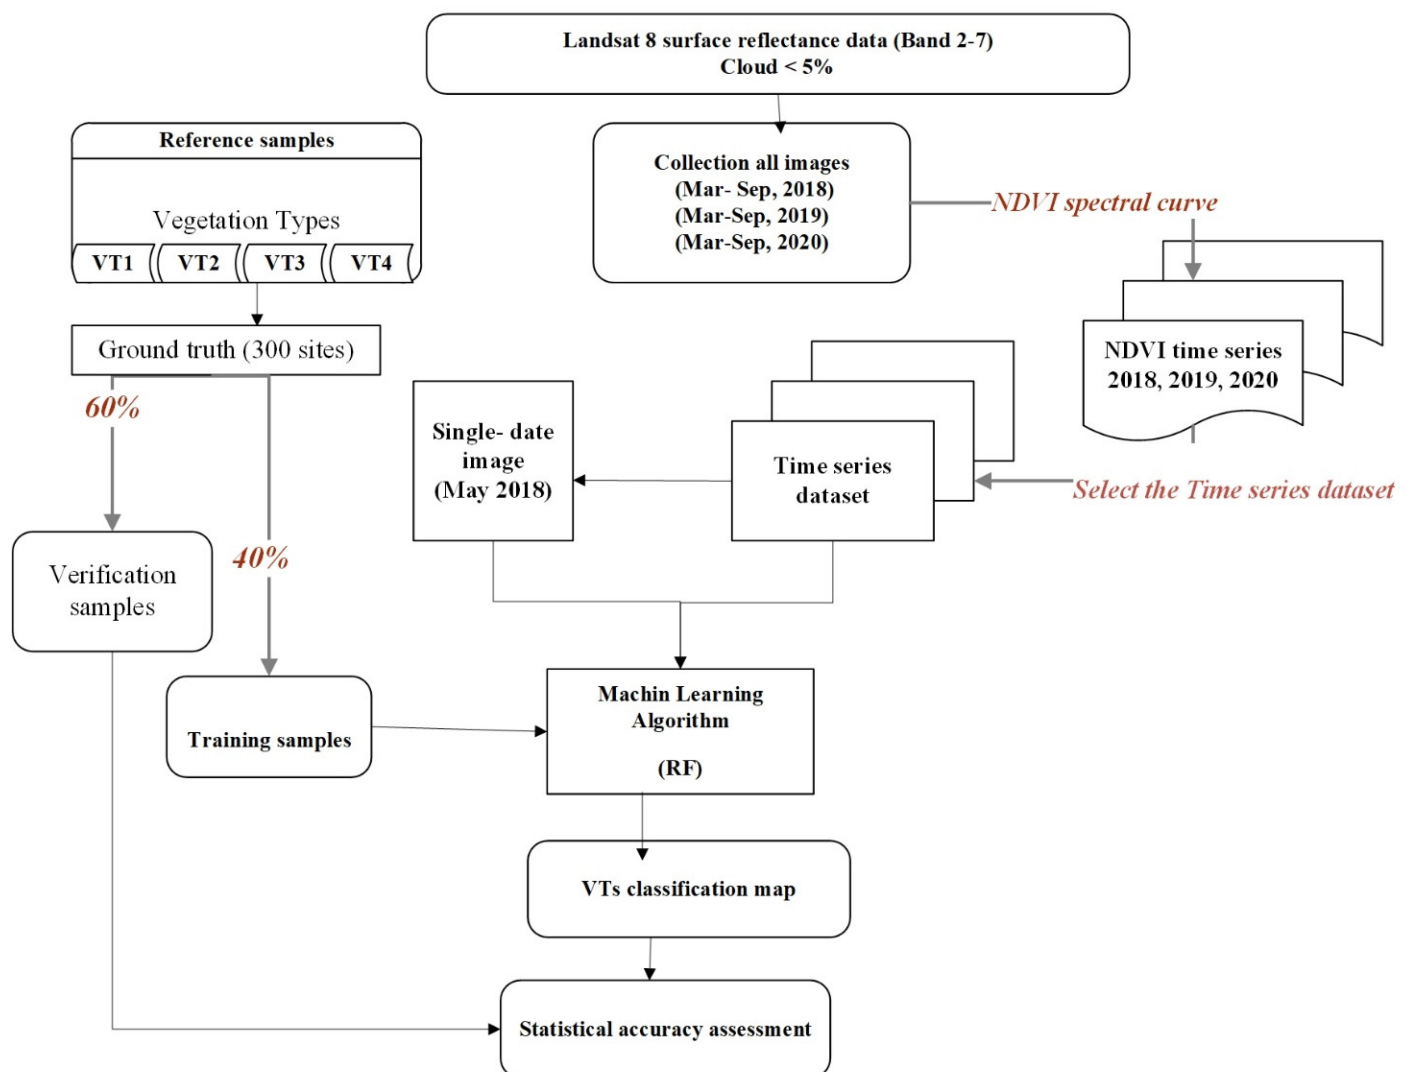 Landsat 8 surface reflectance data (Band 2-7)
Cloud < 5%
Reference samples
Vegetation Types
VT1 VT2 VT3 VT4
Collection all images
(Mar- Sep, 2018)
(Mar-Sep, 2019)
(Mar-Sep, 2020)
NDVI spectral curve
NDVI time series
2018, 2019, 2020
Ground truth (300 sites)
60%
40%
Single- date
image
(May 2018)
Time series
dataset
Select the Time series dataset
Verification
samples
Training samples
Machin Learning
Algorithm
(RF)
VTs classification map
Statistical accuracy assessment